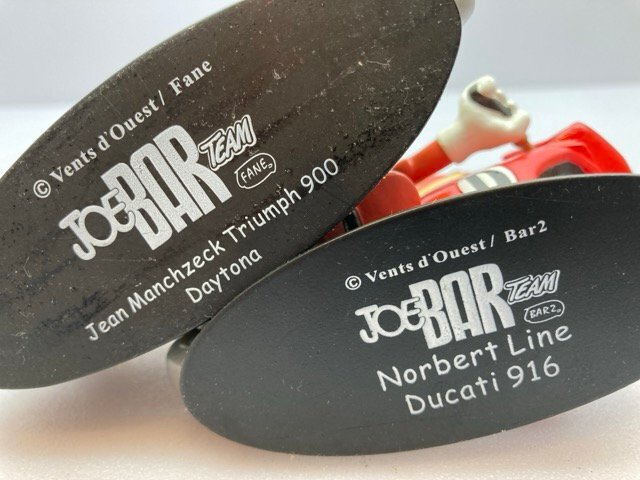 © Vents d'Ouest / Fane
JOE BAR TEAM
FANE.
Jean Manchzeck Triumph 900
Daytona
© Vents d'Ouest / Bar2
JOE BAR TEAM
BAR2.
Norbert Line
Ducati 916